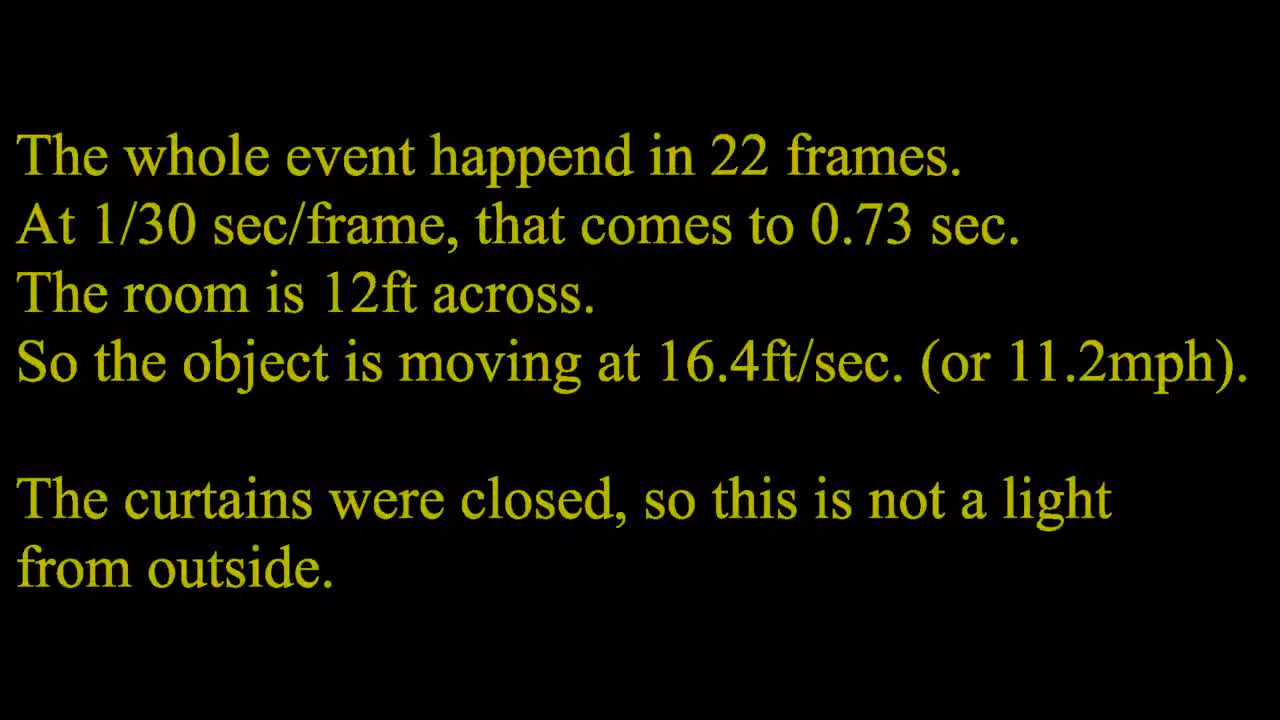 The whole event happend in 22 frames.
At 1/30 sec/frame, that comes to 0.73 sec.
The room is 12ft across.
So the object is moving at 16.4ft/sec. (or 11.2mph).
The curtains were closed, so this is not a light
from outside.